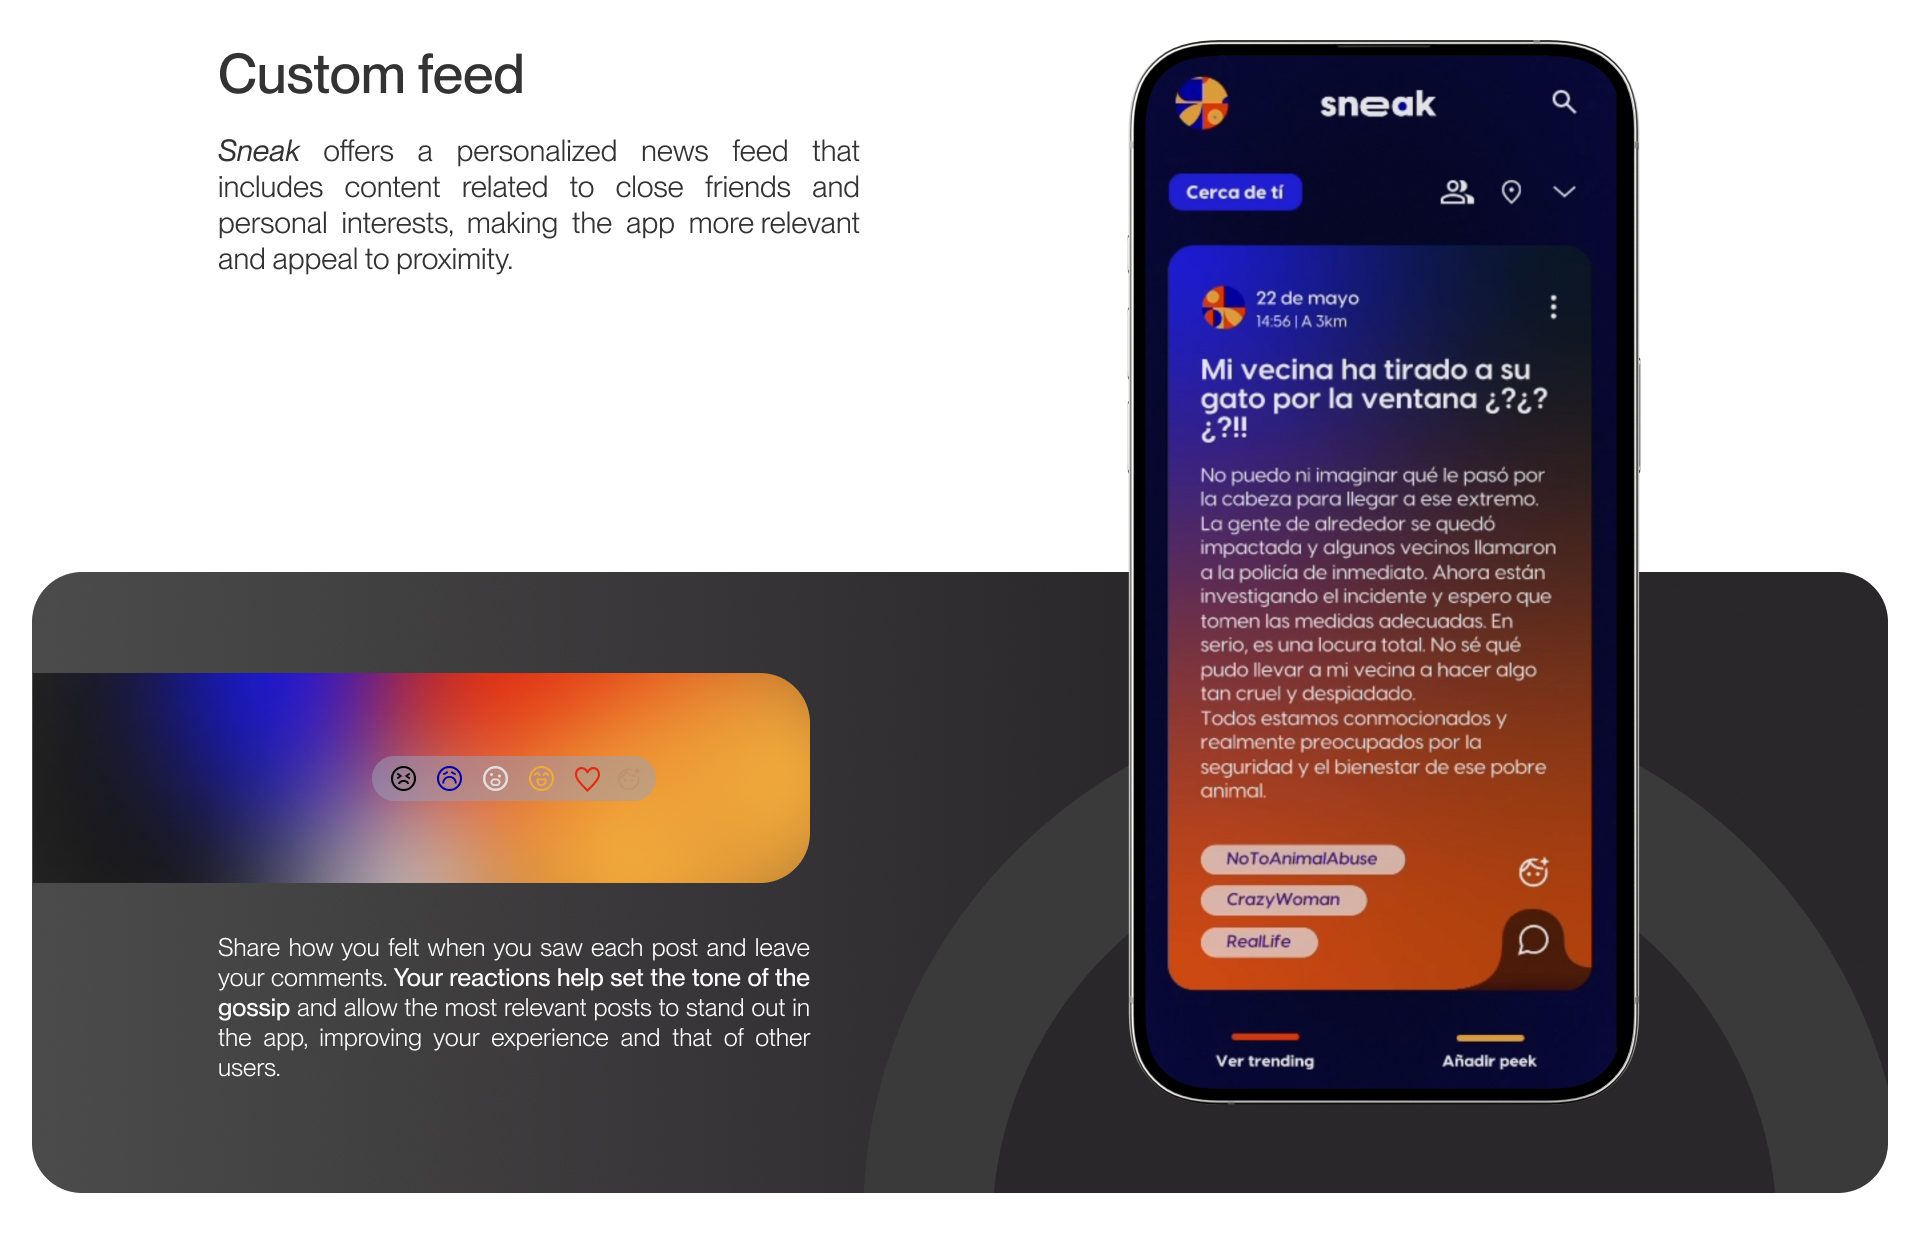 Custom feed
Sneak offers a personalized news feed that
includes content related to close friends and
personal interests, making the app more relevant
and appeal to proximity.
sneak
Cerca de tí
22 de mayo
14:56 | A 3km
Mi vecina ha tirado a su
gato por la ventana ¿?¿?
¿?!!
No puedo ni imaginar qué le pasó por
la cabeza para llegar a ese extremo.
La gente de alrededor se quedó
impactada y algunos vecinos llamaron
a la policía de inmediato. Ahora están
investigando el incidente y espero que
tomen las medidas adecuadas. En
serio, es una locura total. No sé qué
pudo llevar a mi vecina a hacer algo
tan cruel y despiadado.
Todos estamos conmocionados y
realmente preocupados por la
seguridad y el bienestar de ese pobre
animal.
NoToAnimalAbuse
CrazyWoman
RealLife
Ver trending
Añadir peek
Share how you felt when you saw each post and leave
your comments. Your reactions help set the tone of the
gossip and allow the most relevant posts to stand out in
the app, improving your experience and that of other
users.